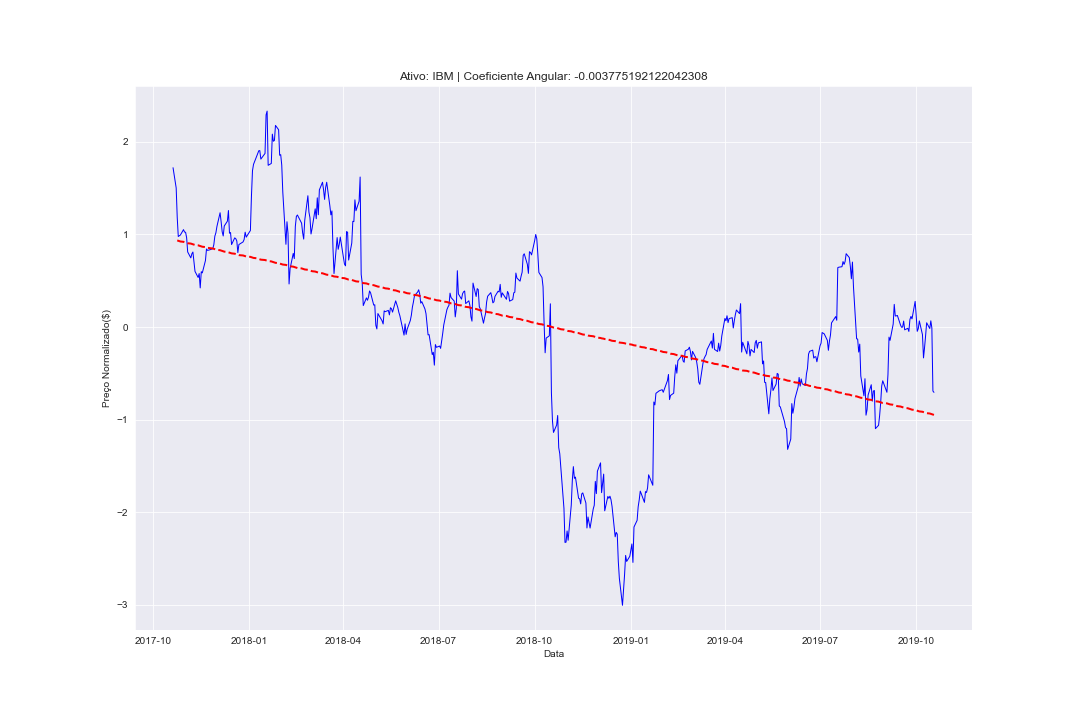 Ativo: IBM | Coeficiente Angular: -0.003775192122042308
2
1
0
−1
−2
−3
Preço Normalizado($)
2017-10 2018-01 2018-04 2018-07 2018-10 2019-01 2019-04 2019-07 2019-10
Data